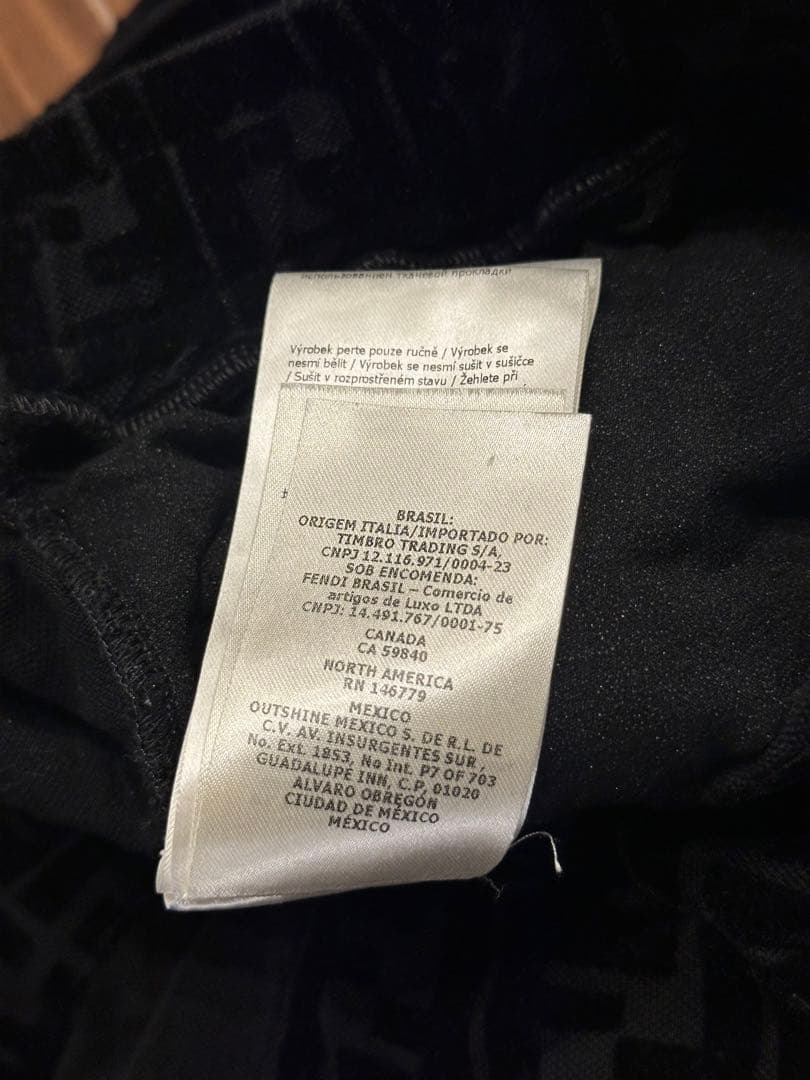 использованием тканевой прокладки
Výrobek perte pouze ručně / Výrobek se
nesmí bělit / Výrobek se nesmí sušit v sušičce
/ Sušit v rozprostřeném stavu / Žehlete při
BRASIL:
ORIGEM ITALIA/IMPORTADO POR:
TIMBRO TRADING S/A,
CNPJ 12.116.971/0004-23
SOB ENCOMENDA:
FENDI BRASIL – Comercio de
artigos de Luxo LTDA
CNPJ: 14.491.767/0001-75
CANADA
CA 59840
NORTH AMERICA
RN 146779
MEXICO
OUTSHINE MEXICO S. DE R.L. DE
C.V. AV. INSURGENTES SUR,
No. Ext. 1853, No Int. P7 OF 703
GUADALUPE INN, C.P. 01020
ALVARO OBREGÓN
CIUDAD DE MÉXICO
MÉXICO